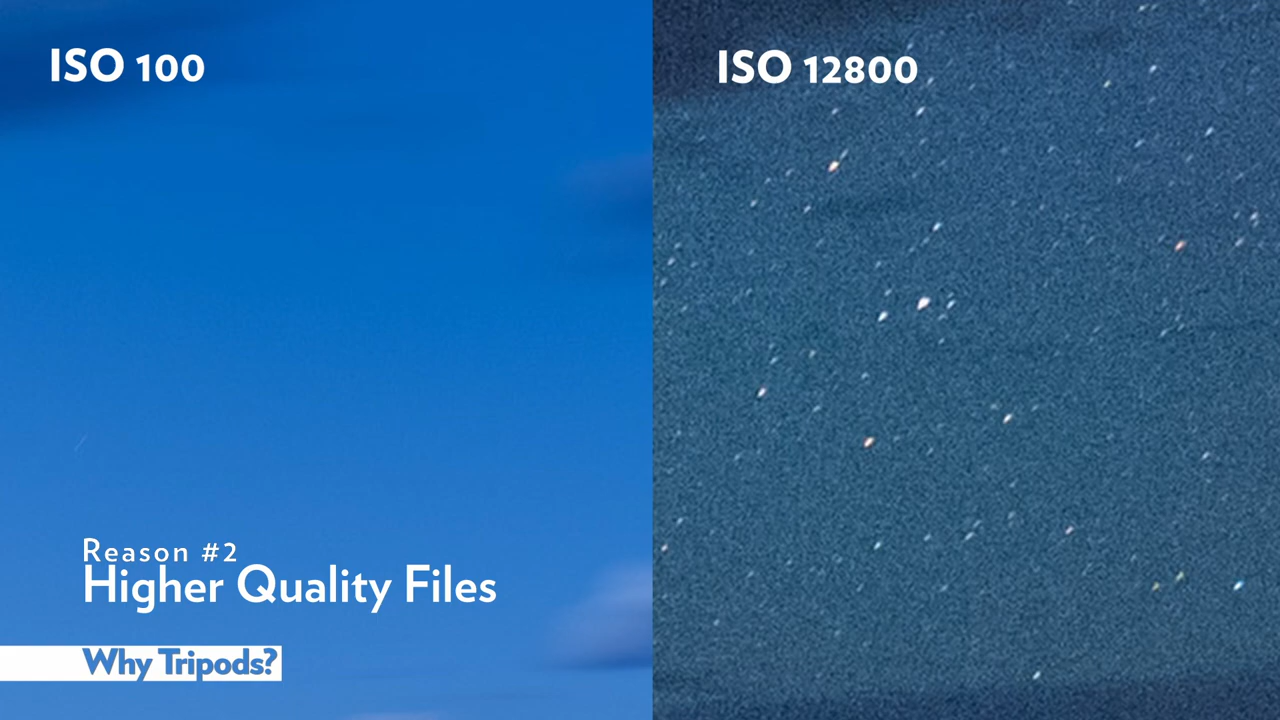 ISO 100
ISO 12800
Reason #2
Higher Quality Files
Why Tripods?